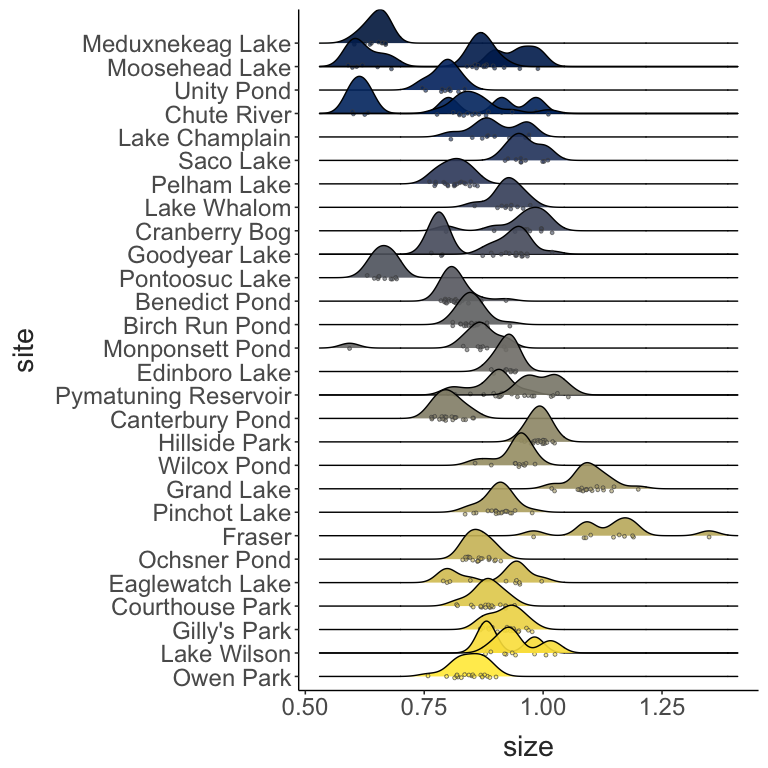 site
Meduxnekeag Lake
Moosehead Lake
Unity Pond
Chute River
Lake Champlain
Saco Lake
Pelham Lake
Lake Whalom
Cranberry Bog
Goodyear Lake
Pontoosuc Lake
Benedict Pond
Birch Run Pond
Monponsett Pond
Edinboro Lake
Pymatuning Reservoir
Canterbury Pond
Hillside Park
Wilcox Pond
Grand Lake
Pinchot Lake
Fraser
Ochsner Pond
Eaglewatch Lake
Courthouse Park
Gilly's Park
Lake Wilson
Owen Park
0.50 0.75 1.00 1.25
size